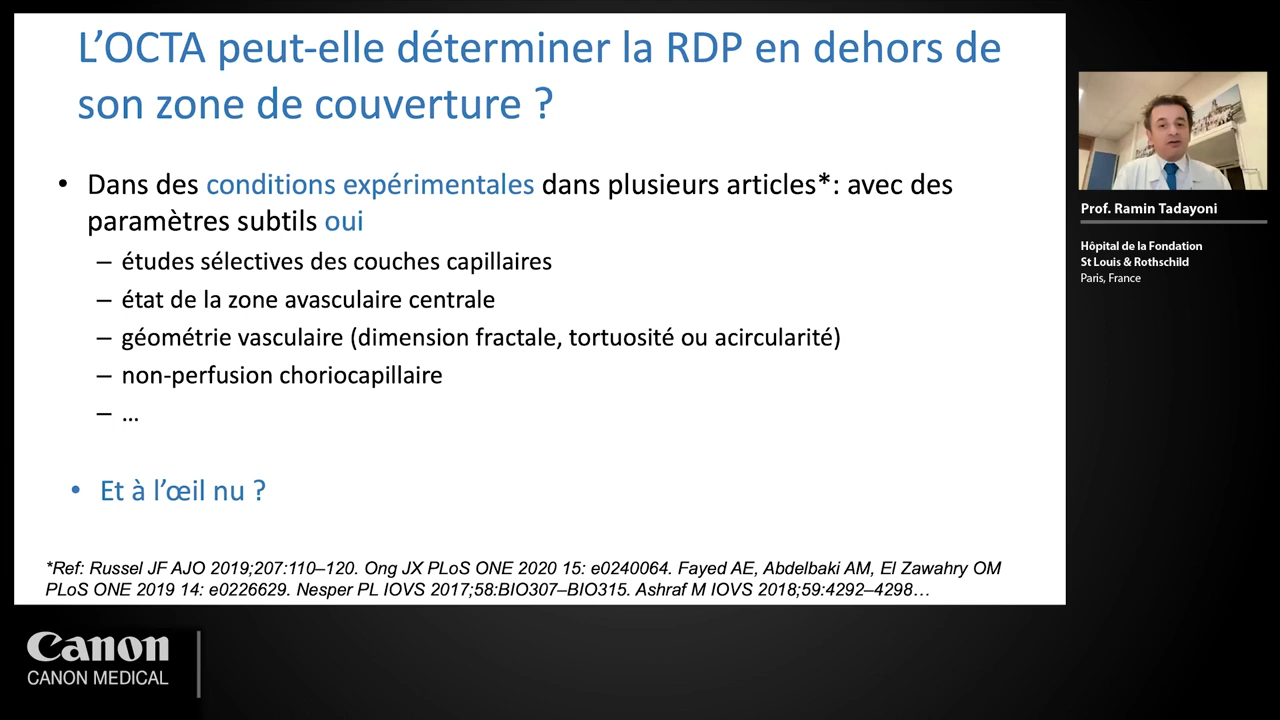 L'OCTA peut-elle déterminer la RDP en dehors de
son zone de couverture ?
• Dans des conditions expérimentales dans plusieurs articles*: avec des
paramètres subtils oui
– études sélectives des couches capillaires
– état de la zone avasculaire centrale
– géométrie vasculaire (dimension fractale, tortuosité ou acircularité)
– non-perfusion choriocapillaire
– ...
• Et à l'œil nu ?
*Ref: Russel JF AJO 2019;207:110–120. Ong JX PLoS ONE 2020 15: e0240064. Fayed AE, Abdelbaki AM, El Zawahry OM
PLoS ONE 2019 14: e0226629. Nesper PL IOVS 2017;58:BIO307–BIO315. Ashraf M IOVS 2018;59:4292–4298...
Prof. Ramin Tadayoni
Hôpital de la Fondation
St Louis & Rothschild
Paris, France
Canon
CANON MEDICAL